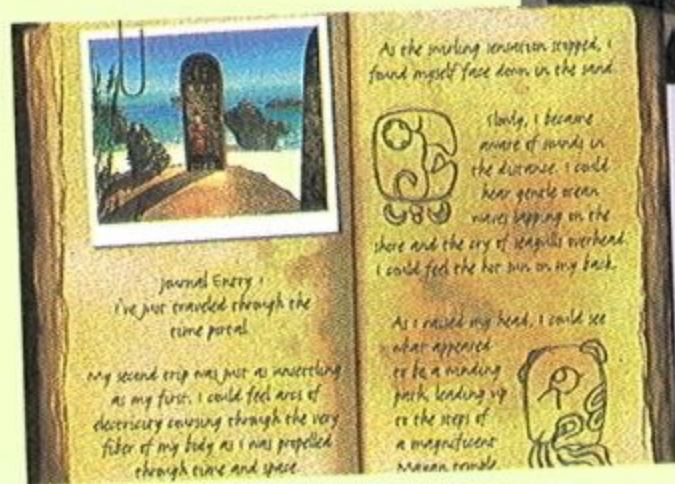 Journal Entry 1
I've just traveled through the
time portal.
My second trip was just as unsettling
as my first. I could feel arcs of
electricity coursing through the very
fiber of my body as I was propelled
through time and space.
As the swirling sensation stopped, I
found myself face down in the sand.
Slowly, I became
aware of sounds in
the distance. I could
hear gentle ocean
waves lapping on the
shore and the cry of seagulls overhead.
I could feel the hot sun on my back.
As I raised my head, I could see
what appeared
to be a winding
path, leading up
to the steps of
a magnificent
Mayan temple